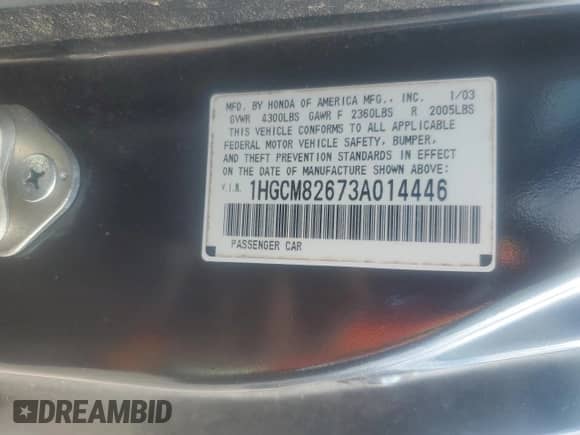 MFD. BY HONDA OF AMERICA MFG., INC. 1/03
GVWR 4300LBS GAWR F 2360LBS R 2005LBS
THIS VEHICLE CONFORMS TO ALL APPLICABLE
FEDERAL MOTOR VEHICLE SAFETY, BUMPER,
AND THEFT PREVENTION STANDARDS IN EFFECT
ON THE DATE OF MANUFACTURE SHOWN ABOVE:
V.I.N. 1HGCM82673A014446
PASSENGER CAR
DREAMBID